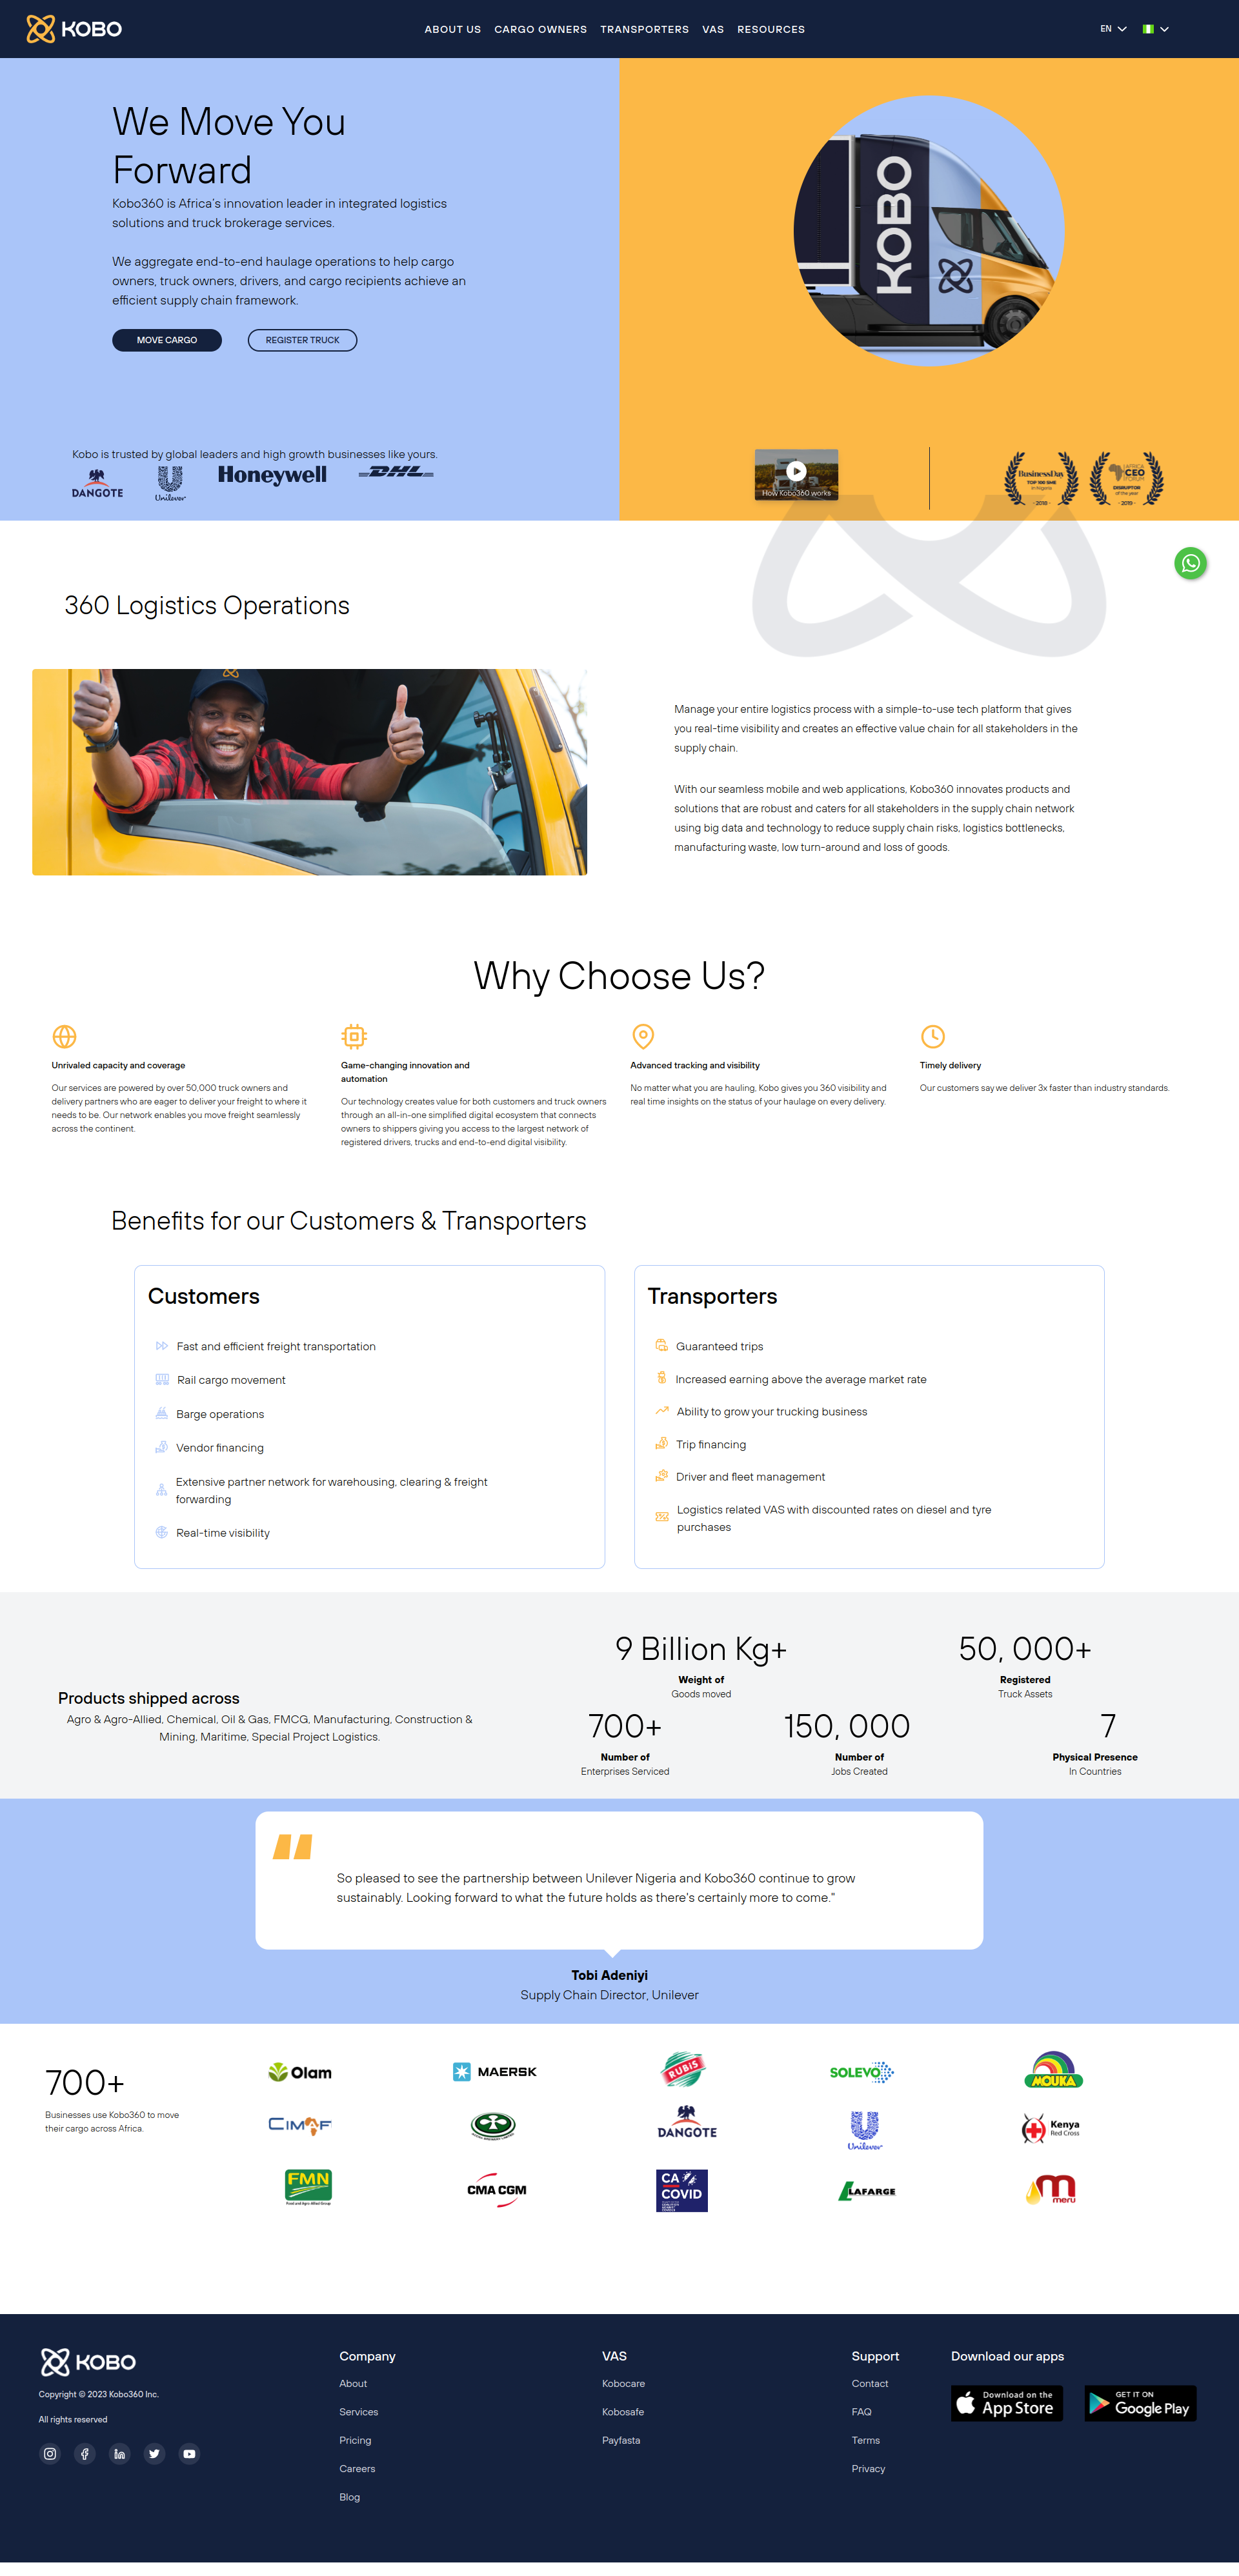 KOBO
ABOUT US CARGO OWNERS TRANSPORTERS VAS RESOURCES
EN
We Move You
Forward
Kobo360 is Africa's innovation leader in integrated logistics
solutions and truck brokerage services.
We aggregate end-to-end haulage operations to help cargo
owners, truck owners, drivers, and cargo recipients achieve an
efficient supply chain framework.
MOVE CARGO REGISTER TRUCK
KOBO
Kobo is trusted by global leaders and high growth businesses like yours.
DANGOTE Unilever Honeywell DHL
How Kobo360 works
BusinessDay
TOP 100 SME
in Nigeria
- 2018 -
AFRICA
CEO
FORUM
DISRUPTOR
of the year
- 2019 -
360 Logistics Operations
Manage your entire logistics process with a simple-to-use tech platform that gives
you real-time visibility and creates an effective value chain for all stakeholders in the
supply chain.
With our seamless mobile and web applications, Kobo360 innovates products and
solutions that are robust and caters for all stakeholders in the supply chain network
using big data and technology to reduce supply chain risks, logistics bottlenecks,
manufacturing waste, low turn-around and loss of goods.
Why Choose Us?
Unrivaled capacity and coverage
Our services are powered by over 50,000 truck owners and
delivery partners who are eager to deliver your freight to where it
needs to be. Our network enables you move freight seamlessly
across the continent.
Game-changing innovation and
automation
Our technology creates value for both customers and truck owners
through an all-in-one simplified digital ecosystem that connects
owners to shippers giving you access to the largest network of
registered drivers, trucks and end-to-end digital visibility.
Advanced tracking and visibility
No matter what you are hauling, Kobo gives you 360 visibility and
real time insights on the status of your haulage on every delivery.
Timely delivery
Our customers say we deliver 3x faster than industry standards.
Benefits for our Customers & Transporters
Customers
Fast and efficient freight transportation
Rail cargo movement
Barge operations
Vendor financing
Extensive partner network for warehousing, clearing & freight
forwarding
Real-time visibility
Transporters
Guaranteed trips
Increased earning above the average market rate
Ability to grow your trucking business
Trip financing
Driver and fleet management
Logistics related VAS with discounted rates on diesel and tyre
purchases
Products shipped across
Agro & Agro-Allied, Chemical, Oil & Gas, FMCG, Manufacturing, Construction &
Mining, Maritime, Special Project Logistics.
9 Billion Kg+
Weight of
Goods moved
50, 000+
Registered
Truck Assets
700+
Number of
Enterprises Serviced
150, 000
Number of
Jobs Created
7
Physical Presence
In Countries
So pleased to see the partnership between Unilever Nigeria and Kobo360 continue to grow
sustainably. Looking forward to what the future holds as there's certainly more to come."
Tobi Adeniyi
Supply Chain Director, Unilever
700+
Businesses use Kobo360 to move
their cargo across Africa.
Olam MAERSK RUBiS SOLEVO MOUKA
CIMAF DANGOTE Unilever Kenya
Red Cross
FMN
Food and Agro-Allied Group
CMA CGM
CA
COVID
LAFARGE
meru
KOBO
Copyright © 2023 Kobo360 Inc.
All rights reserved
Company
About
Services
Pricing
Careers
Blog
VAS
Kobocare
Kobosafe
Payfasta
Support
Contact
FAQ
Terms
Privacy
Download our apps
Download on the
App Store
GET IT ON
Google Play